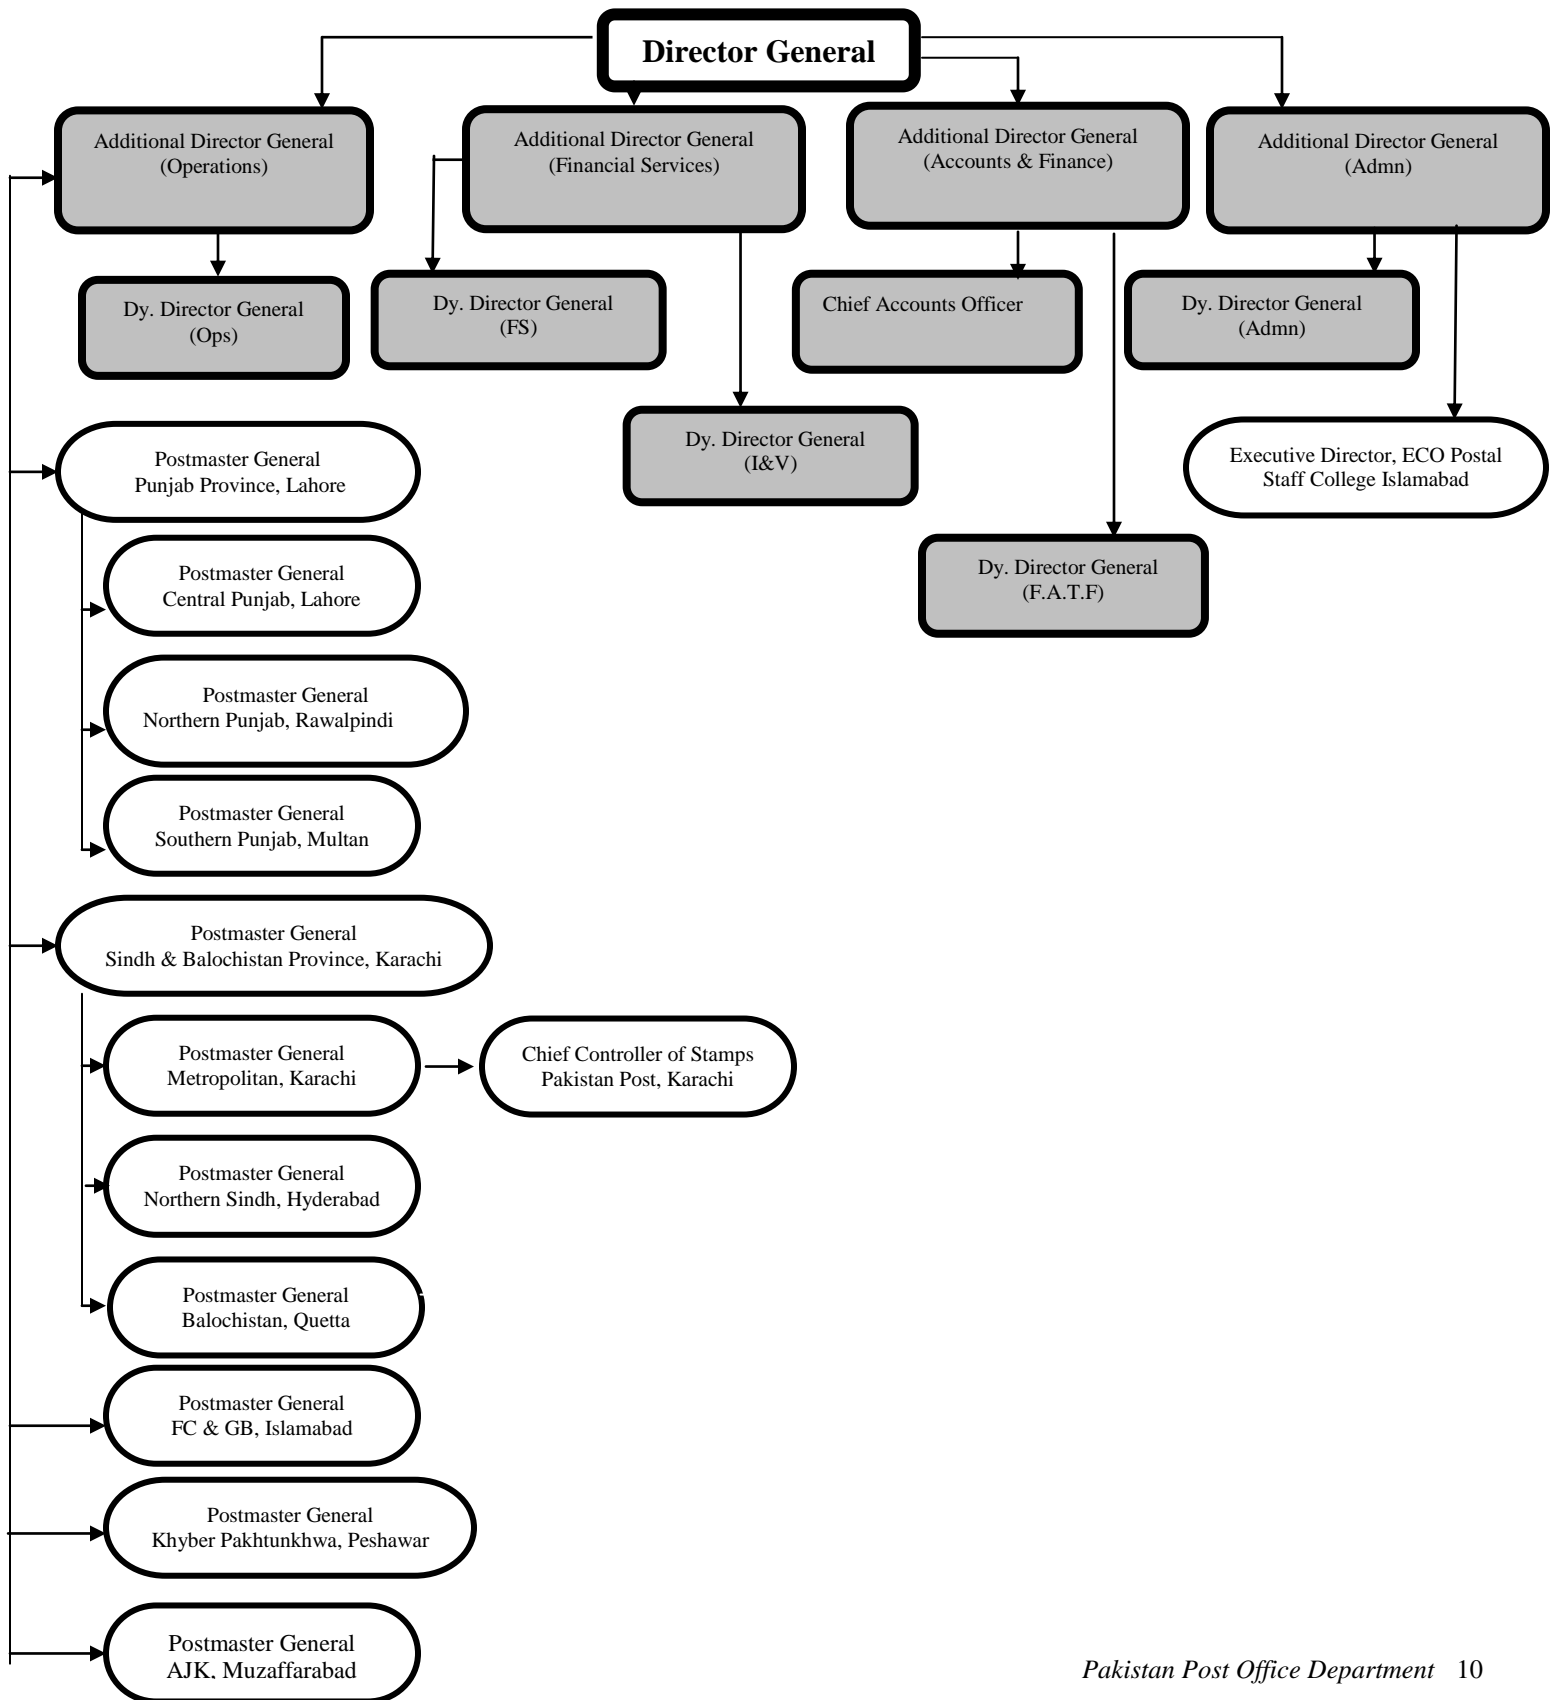 Director General
Additional Director General
(Operations)
Additional Director General
(Financial Services)
Additional Director General
(Accounts & Finance)
Additional Director General
(Admn)
Dy. Director General
(Ops)
Dy. Director General
(FS)
Chief Accounts Officer
Dy. Director General
(Admn)
Dy. Director General
(I&V)
Executive Director, ECO Postal
Staff College Islamabad
Dy. Director General
(F.A.T.F)
Postmaster General
Punjab Province, Lahore
Postmaster General
Central Punjab, Lahore
Postmaster General
Northern Punjab, Rawalpindi
Postmaster General
Southern Punjab, Multan
Postmaster General
Sindh & Balochistan Province, Karachi
Postmaster General
Metropolitan, Karachi
Chief Controller of Stamps
Pakistan Post, Karachi
Postmaster General
Northern Sindh, Hyderabad
Postmaster General
Balochistan, Quetta
Postmaster General
FC & GB, Islamabad
Postmaster General
Khyber Pakhtunkhwa, Peshawar
Postmaster General
AJK, Muzaffarabad
Pakistan Post Office Department 10